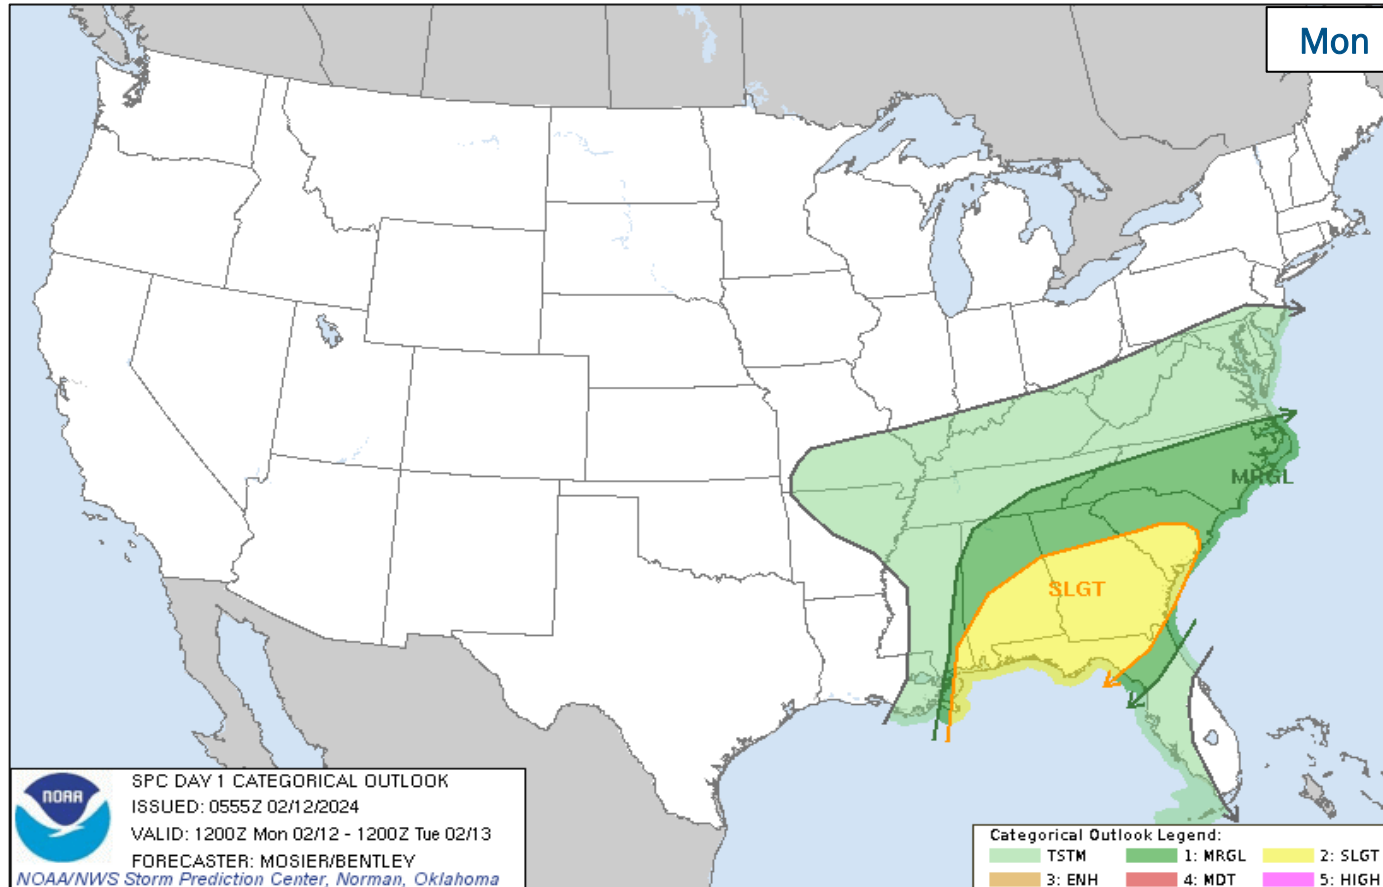 Mon
MRGL
SLGT
NOAA
SPC DAY 1 CATEGORICAL OUTLOOK
ISSUED: 0555Z 02/12/2024
VALID: 1200Z Mon 02/12 - 1200Z Tue 02/13
FORECASTER: MOSIER/BENTLEY
NOAA/NWS Storm Prediction Center, Norman, Oklahoma
Categorical Outlook Legend:
TSTM 1: MRGL 2: SLGT
3: ENH 4: MDT 5: HIGH